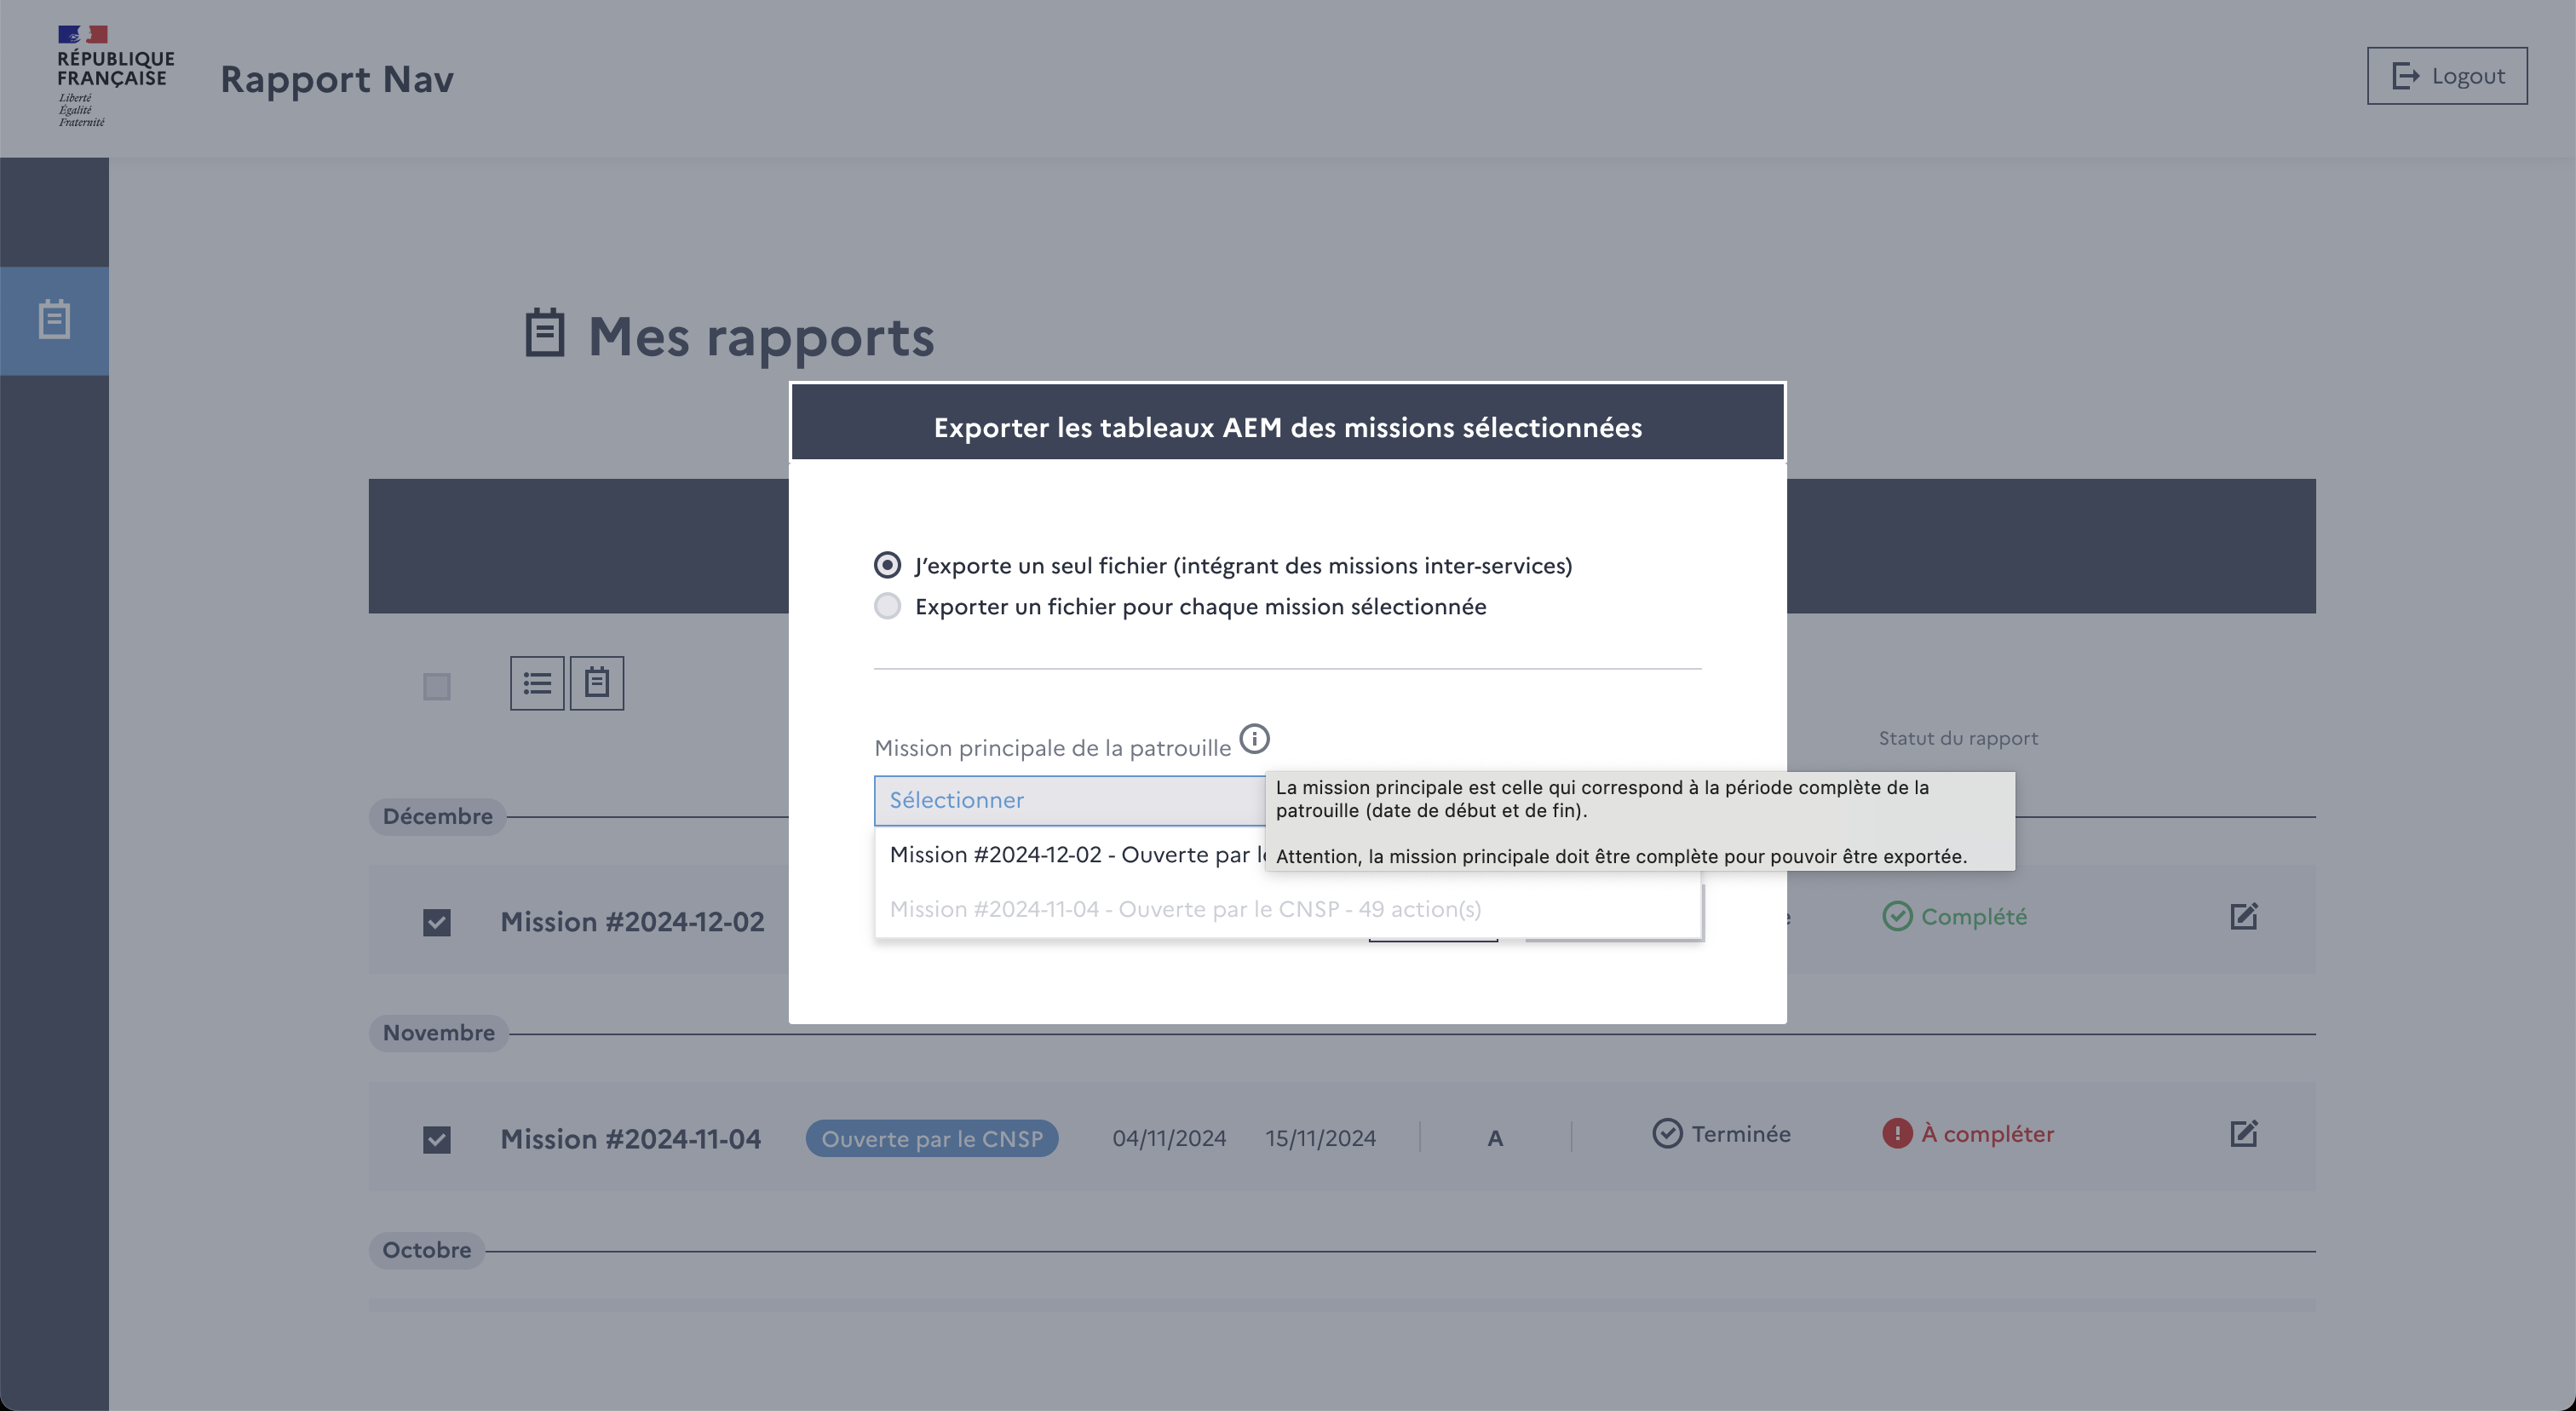 RÉPUBLIQUE
FRANÇAISE
Liberté
Égalité
Fraternité
Rapport Nav
Logout
Mes rapports
Exporter les tableaux AEM des missions sélectionnées
J'exporte un seul fichier (intégrant des missions inter-services)
Exporter un fichier pour chaque mission sélectionnée
Mission principale de la patrouille
Statut du rapport
Sélectionner
La mission principale est celle qui correspond à la période complète de la
patrouille (date de début et de fin).
Attention, la mission principale doit être complète pour pouvoir être exportée.
Mission #2024-12-02 - Ouverte par
Mission #2024-11-04 - Ouverte par le CNSP - 49 action(s)
Décembre
Mission #2024-12-02
Complété
Novembre
Mission #2024-11-04
Ouverte par le CNSP
04/11/2024
15/11/2024
A
Terminée
À compléter
Octobre